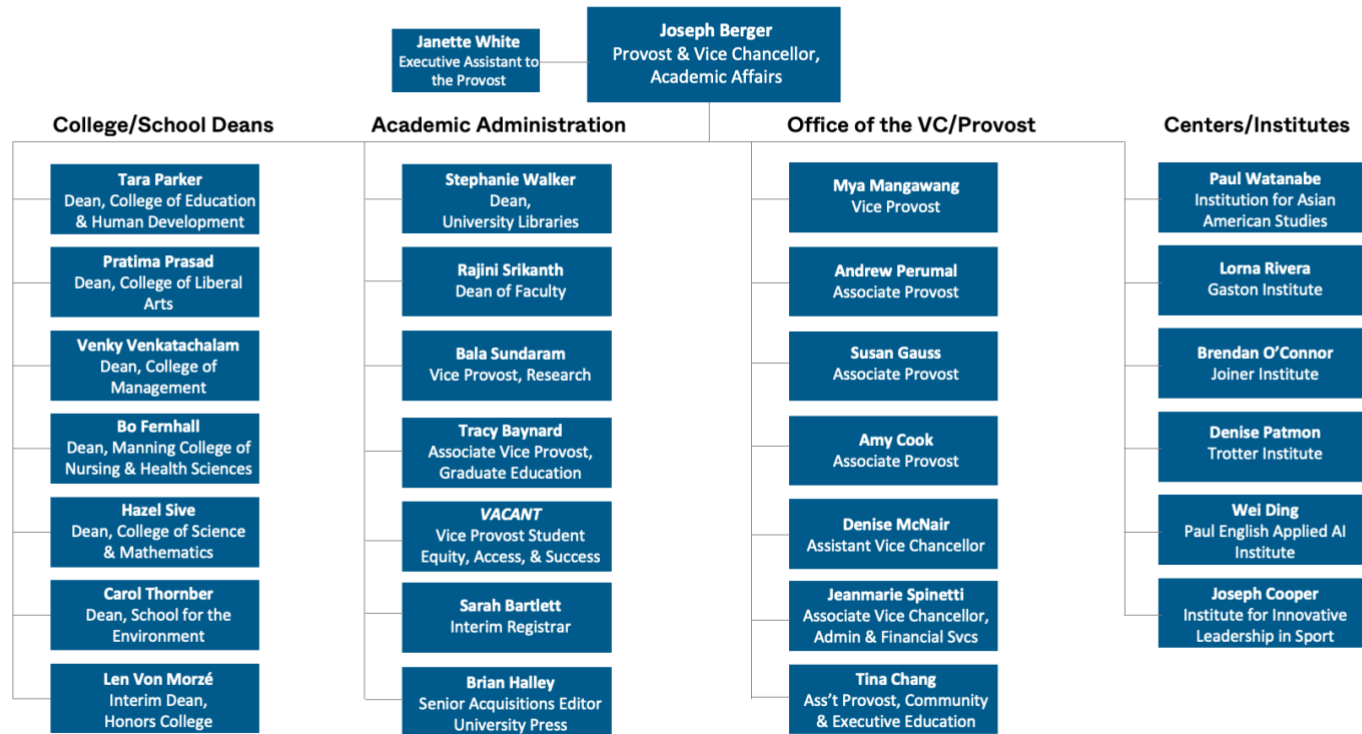 Janette White
Executive Assistant to
the Provost
Joseph Berger
Provost & Vice Chancellor,
Academic Affairs
College/School Deans
Tara Parker
Dean, College of Education
& Human Development
Pratima Prasad
Dean, College of Liberal
Arts
Venky Venkatachalam
Dean, College of
Management
Bo Fernhall
Dean, Manning College of
Nursing & Health Sciences
Hazel Sive
Dean, College of Science
& Mathematics
Carol Thornber
Dean, School for the
Environment
Len Von Morzé
Interim Dean,
Honors College
Academic Administration
Stephanie Walker
Dean,
University Libraries
Rajini Srikanth
Dean of Faculty
Bala Sundaram
Vice Provost, Research
Tracy Baynard
Associate Vice Provost,
Graduate Education
VACANT
Vice Provost Student
Equity, Access, & Success
Sarah Bartlett
Interim Registrar
Brian Halley
Senior Acquisitions Editor
University Press
Office of the VC/Provost
Mya Mangawang
Vice Provost
Andrew Perumal
Associate Provost
Susan Gauss
Associate Provost
Amy Cook
Associate Provost
Denise McNair
Assistant Vice Chancellor
Jeanmarie Spinetti
Associate Vice Chancellor,
Admin & Financial Svcs
Tina Chang
Ass't Provost, Community
& Executive Education
Centers/Institutes
Paul Watanabe
Institution for Asian
American Studies
Lorna Rivera
Gaston Institute
Brendan O'Connor
Joiner Institute
Denise Patmon
Trotter Institute
Wei Ding
Paul English Applied AI
Institute
Joseph Cooper
Institute for Innovative
Leadership in Sport